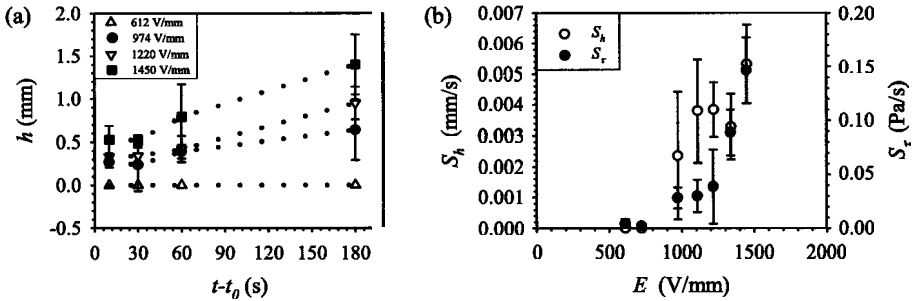 (a)
612 V/mm
974 V/mm
1220 V/mm
1450 V/mm
h (mm)
2.0
1.5
1.0
0.5
0.0
-0.5
0 30 60 90 120 150 180
t-t0 (s)
(b)
Sh
Sτ
Sh (mm/s)
0.007
0.006
0.005
0.004
0.003
0.002
0.001
0.000
0 500 1000 1500 2000
E (V/mm)
0.20
0.15
0.10
0.05
0.00
Sτ (Pa/s)